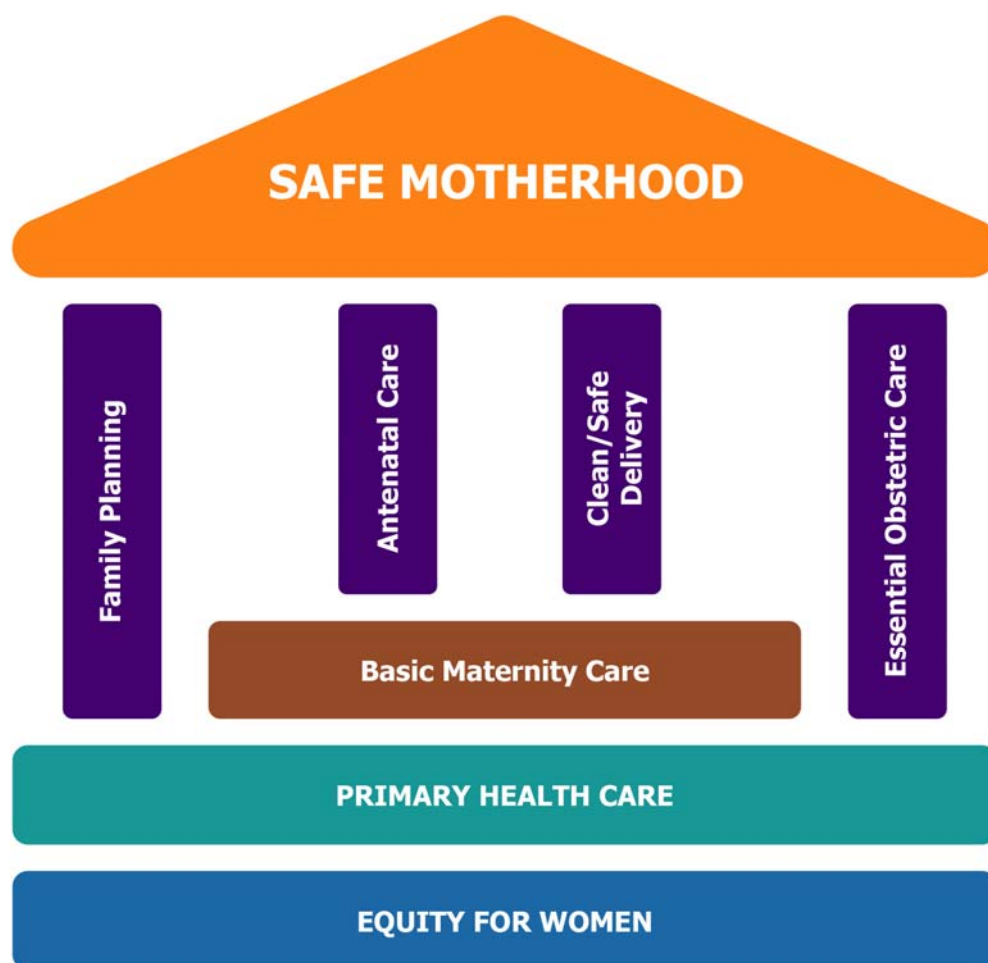 SAFE MOTHERHOOD
Family Planning
Antenatal Care
Clean/Safe
Delivery
Essential Obstetric Care
Basic Maternity Care
PRIMARY HEALTH CARE
EQUITY FOR WOMEN